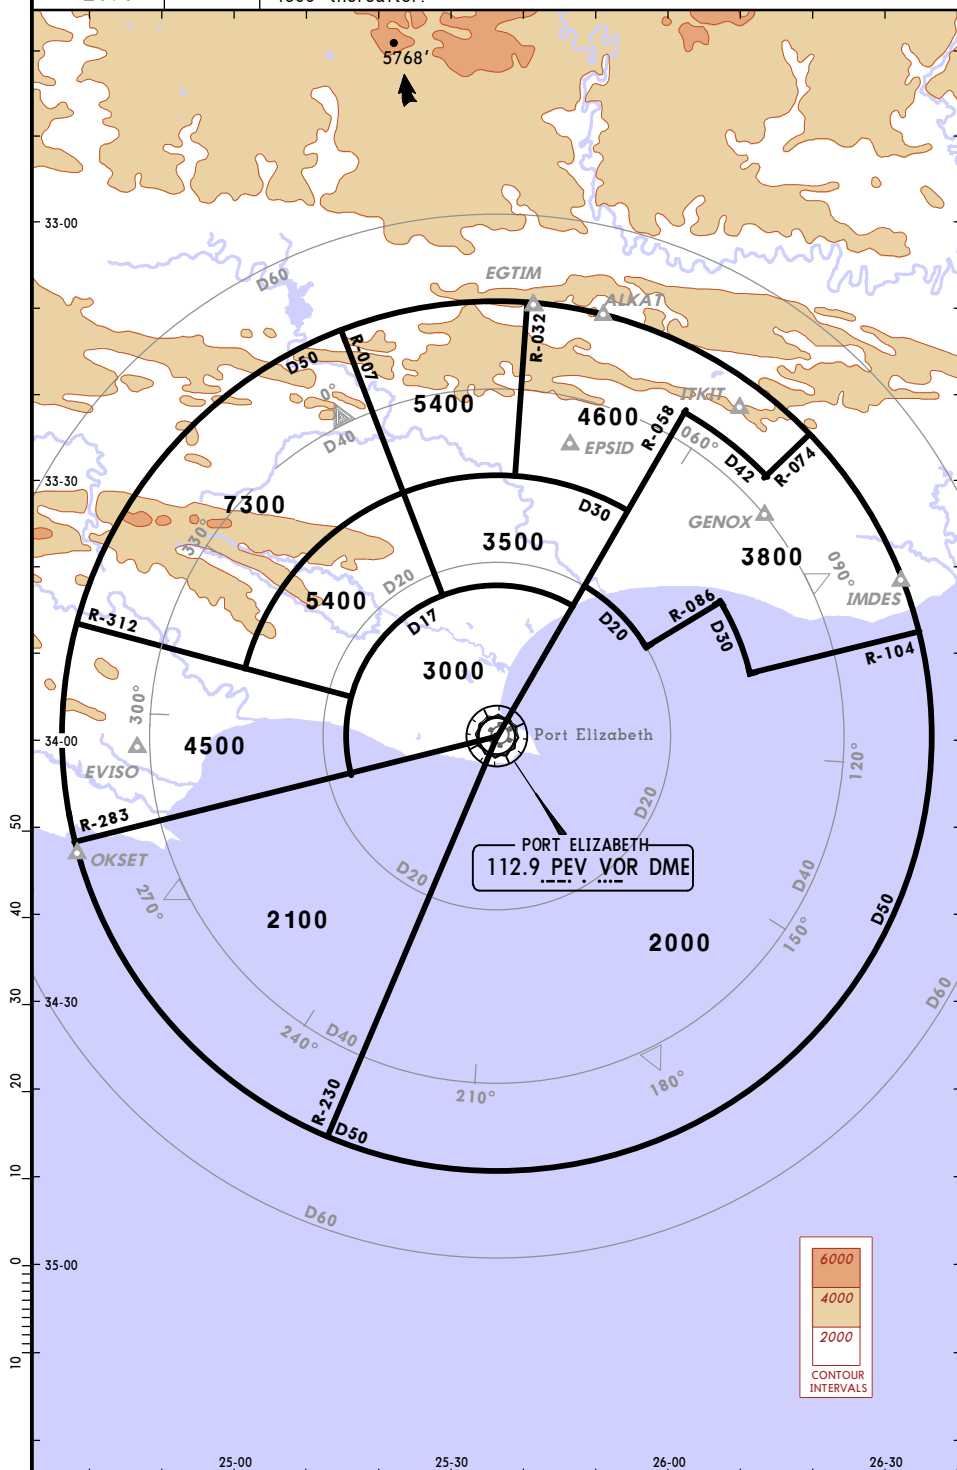 4500 thereafter.
5768'
33-00
D60
EGTIM
ALKAT
R-032
R-007
D50
0°
5400
4600
ITKIT
R-058
D40
EPSID
060°
D42
R-074
33-30
7300
D30
GENOX
330°
3500
3800
D20
090°
IMDES
5400
R-086
R-312
D17
D20
D30
R-104
3000
300°
Port Elizabeth
34-00
4500
EVISO
120°
D20
R-283
50
PORT ELIZABETH
OKSET
112.9 PEV VOR DME
D20
D40
270°
2100
D50
40
150°
2000
30
34-30
D60
240°
D40
20
180°
R-230
210°
D50
10
D60
0
35-00
6000
4000
2000
10
CONTOUR
INTERVALS
25-00
25-30
26-00
26-30